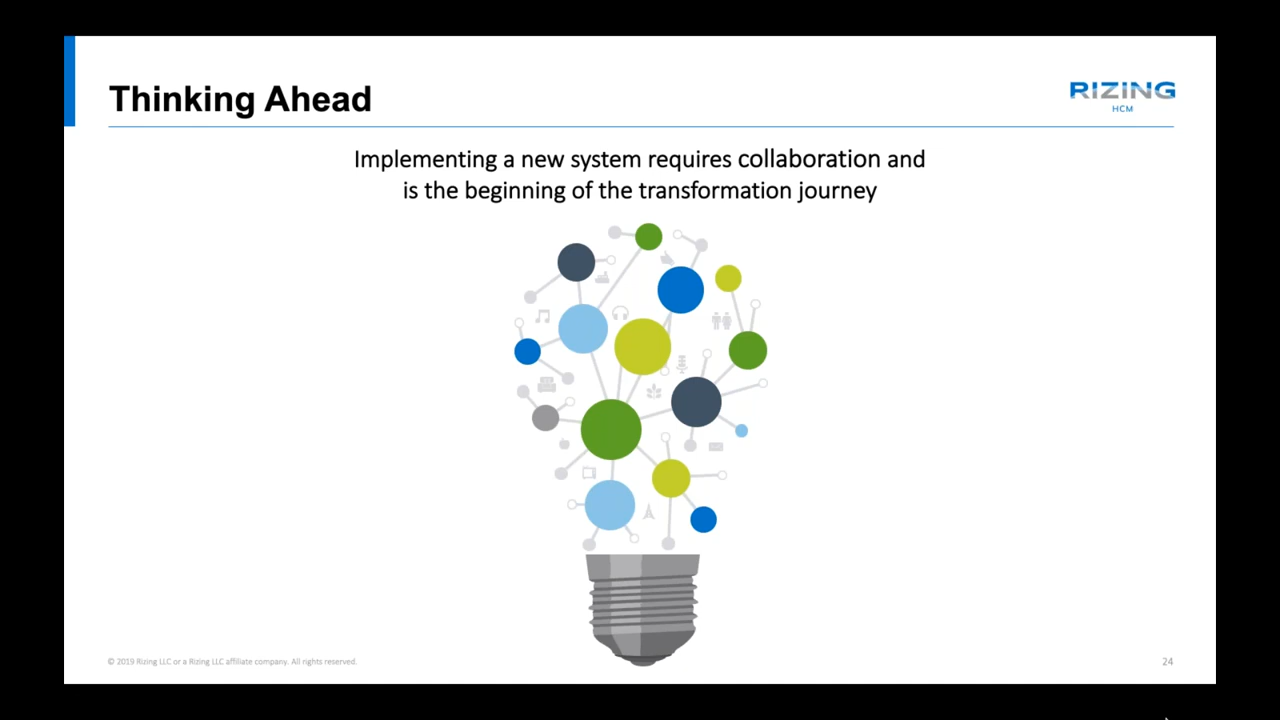 Thinking Ahead
RIZING
HCM
Implementing a new system requires collaboration and
is the beginning of the transformation journey
© 2019 Rizing LLC or a Rizing LLC affiliate company. All rights reserved.
24